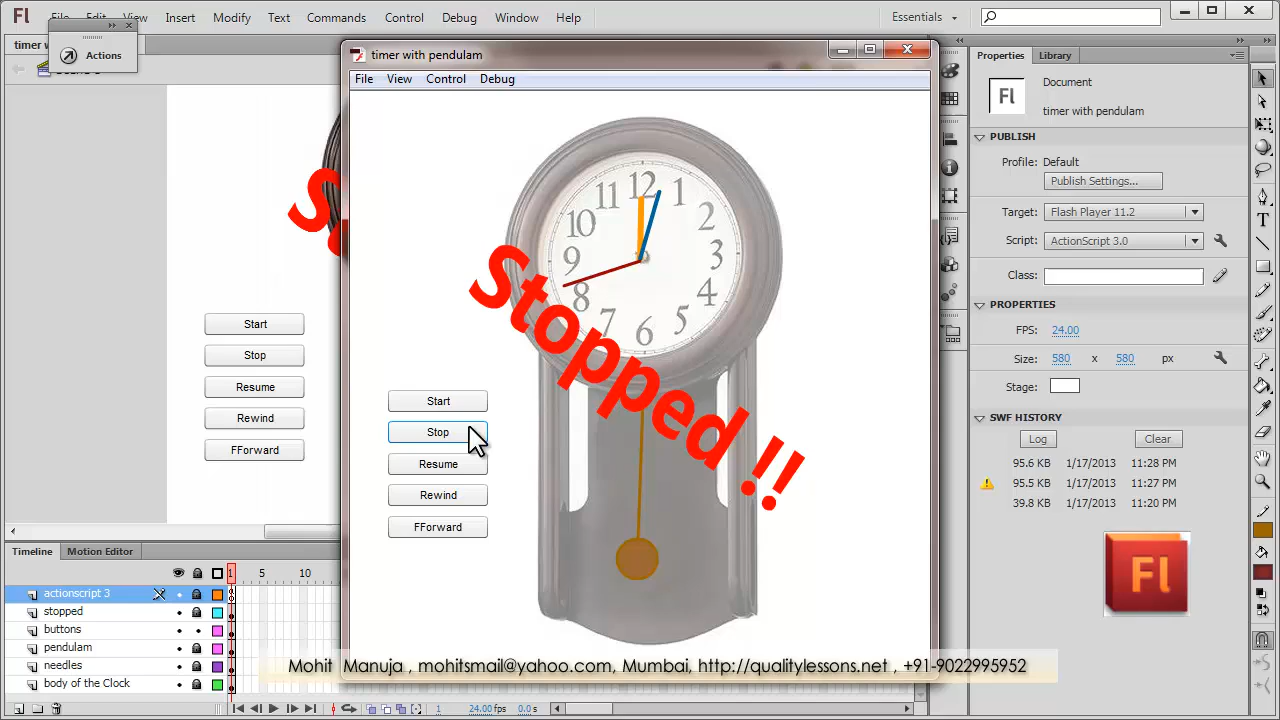 Fl File Edit View Insert Modify Text Commands Control Debug Window Help Essentials
Actions
timer w
timer with pendulam
File View Control Debug
12
1
2
3
4
5
6
7
8
9
10
11
Stopped !!
Start
Stop
Resume
Rewind
FForward
S
Start
Stop
Resume
Rewind
FForward
Properties Library
Fl
Document
timer with pendulam
PUBLISH
Profile: Default
Publish Settings...
Target: Flash Player 11.2
Script: ActionScript 3.0
Class:
PROPERTIES
FPS: 24.00
Size: 580 x 580 px
Stage:
SWF HISTORY
Log Clear
95.6 KB 1/17/2013 11:28 PM
95.5 KB 1/17/2013 11:27 PM
39.8 KB 1/17/2013 11:20 PM
Fl
Timeline Motion Editor
1 5 10
actionscript 3
stopped
buttons
pendulam
needles
body of the Clock
1 24.00 fps 0.0 s
Mohit Manuja , mohitsmail@yahoo.com, Mumbai, http://qualitylessons.net , +91-9022995952